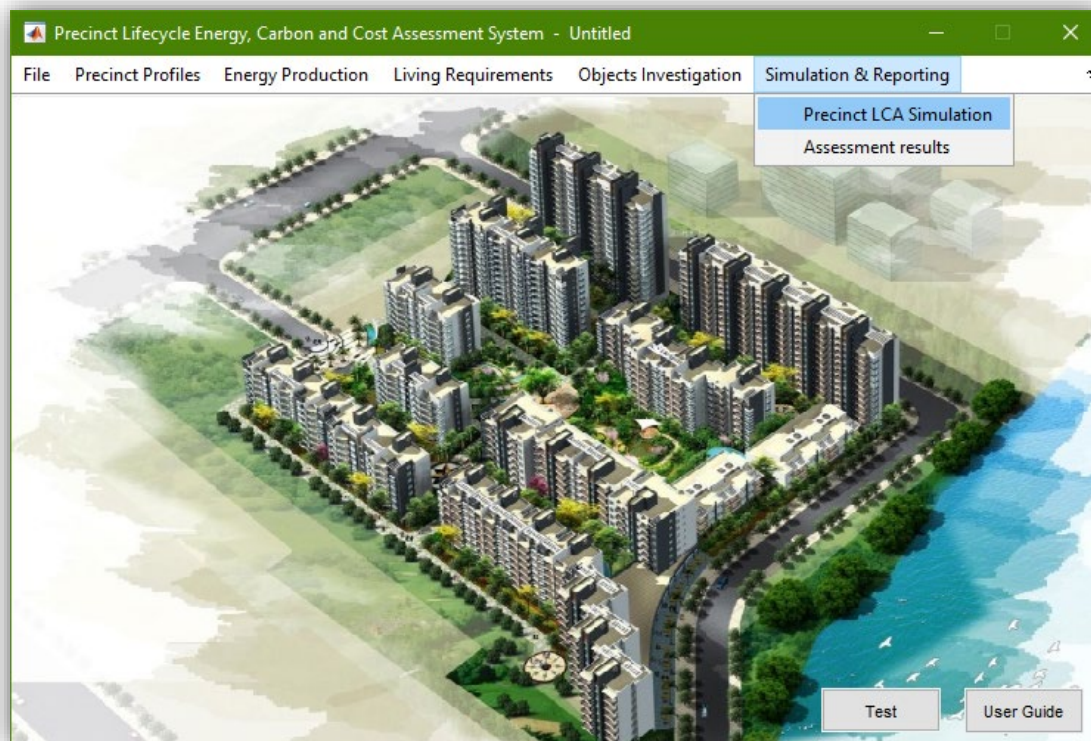 Precinct Lifecycle Energy, Carbon and Cost Assessment System - Untitled
File Precinct Profiles Energy Production Living Requirements Objects Investigation Simulation & Reporting
Precinct LCA Simulation
Assessment results
Test User Guide